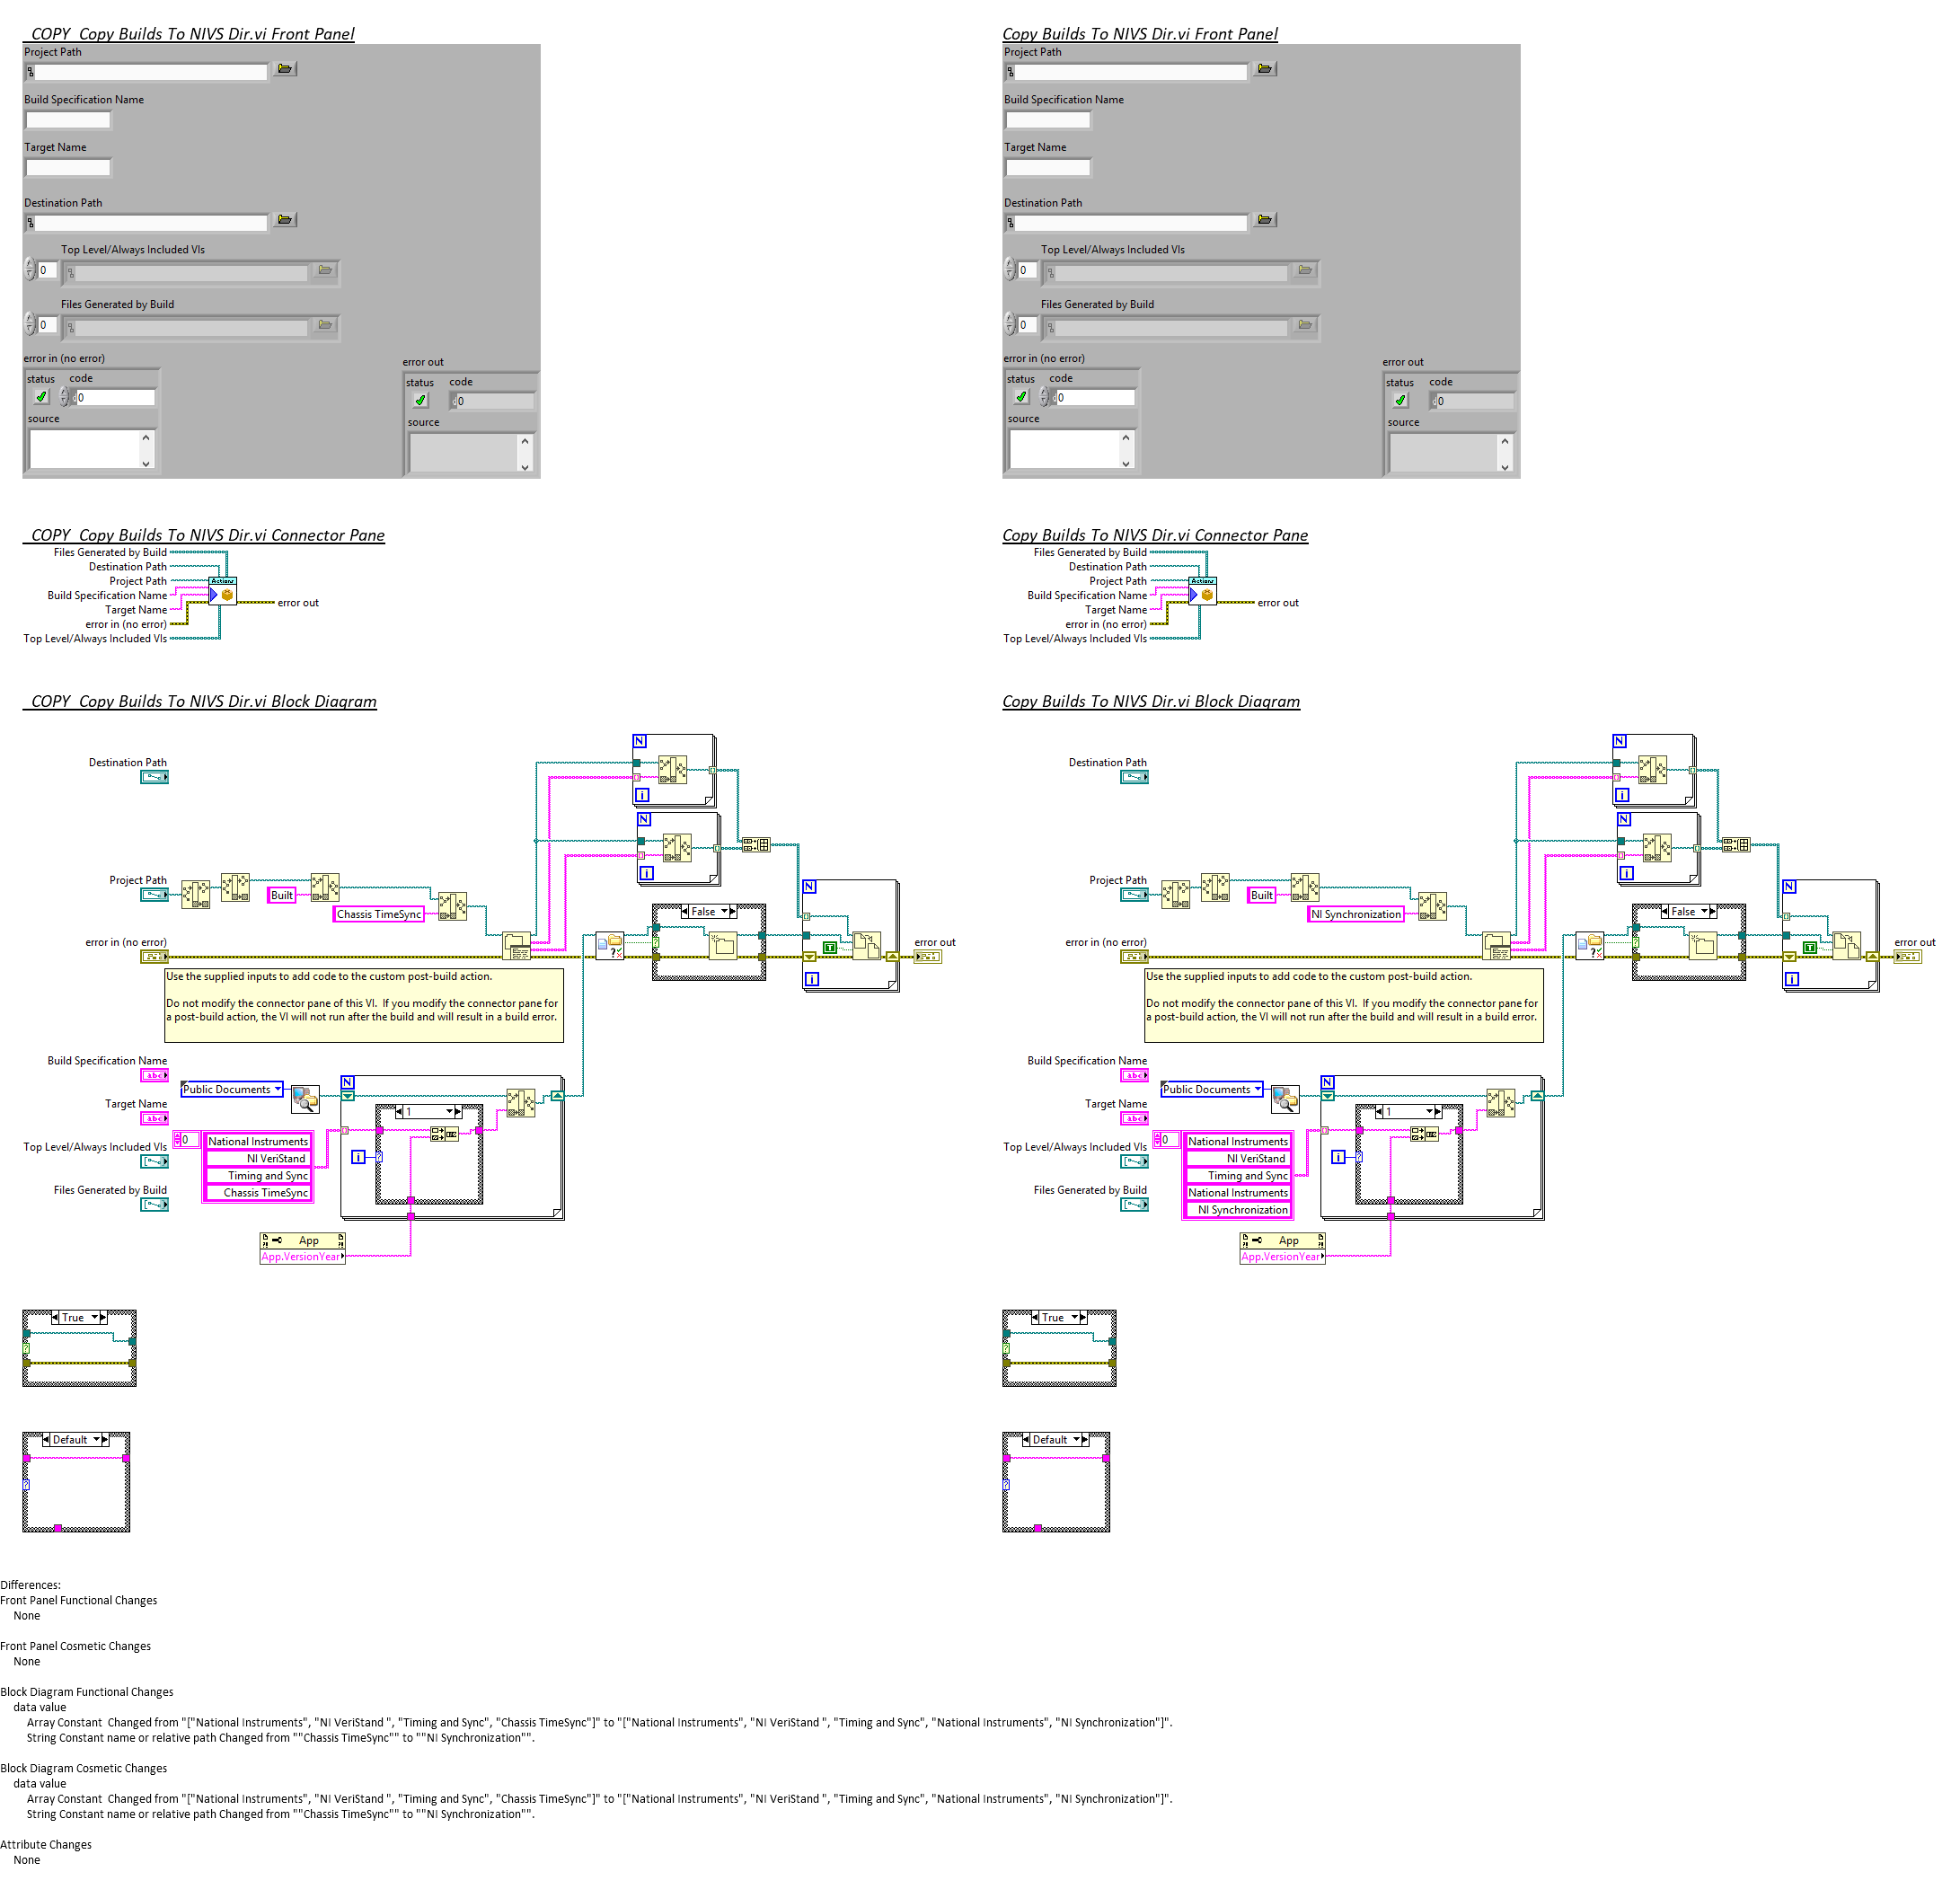 COPY  Copy Builds To NIVS Dir.vi Front Panel
Project Path
Build Specification Name
Target Name
Destination Path
Top Level/Always Included VIs
0
Files Generated by Build
0
error in (no error)
status code
0
source
error out
status code
0
source
Copy Builds To NIVS Dir.vi Front Panel
Project Path
Build Specification Name
Target Name
Destination Path
Top Level/Always Included VIs
0
Files Generated by Build
0
error in (no error)
status code
0
source
error out
status code
0
source
COPY  Copy Builds To NIVS Dir.vi Connector Pane
Files Generated by Build
Destination Path
Project Path
Build Specification Name
Target Name
error in (no error)
Top Level/Always Included VIs
Actions
error out
Copy Builds To NIVS Dir.vi Connector Pane
Files Generated by Build
Destination Path
Project Path
Build Specification Name
Target Name
error in (no error)
Top Level/Always Included VIs
Actions
error out
COPY  Copy Builds To NIVS Dir.vi Block Diagram
N
Destination Path
i
N
i
Project Path
Built
Chassis TimeSync
N
False
T
error in (no error)
error out
i
Use the supplied inputs to add code to the custom post-build action.
Do not modify the connector pane of this VI.  If you modify the connector pane for
a post-build action, the VI will not run after the build and will result in a build error.
Build Specification Name
abc
Public Documents
N
Target Name
abc
1
0
National Instruments
NI VeriStand
Timing and Sync
Chassis TimeSync
Top Level/Always Included VIs
i
Files Generated by Build
App
App.VersionYear
True
Default
Copy Builds To NIVS Dir.vi Block Diagram
N
Destination Path
i
N
i
Project Path
Built
NI Synchronization
N
False
T
error in (no error)
error out
i
Use the supplied inputs to add code to the custom post-build action.
Do not modify the connector pane of this VI.  If you modify the connector pane for
a post-build action, the VI will not run after the build and will result in a build error.
Build Specification Name
abc
Public Documents
N
Target Name
abc
1
0
National Instruments
NI VeriStand
Timing and Sync
National Instruments
NI Synchronization
Top Level/Always Included VIs
i
Files Generated by Build
App
App.VersionYear
True
Default
Differences:
Front Panel Functional Changes
None
Front Panel Cosmetic Changes
None
Block Diagram Functional Changes
data value
Array Constant  Changed from "["National Instruments", "NI VeriStand ", "Timing and Sync", "Chassis TimeSync"]" to "["National Instruments", "NI VeriStand ", "Timing and Sync", "National Instruments", "NI Synchronization"]".
String Constant name or relative path Changed from ""Chassis TimeSync"" to ""NI Synchronization"".
Block Diagram Cosmetic Changes
data value
Array Constant  Changed from "["National Instruments", "NI VeriStand ", "Timing and Sync", "Chassis TimeSync"]" to "["National Instruments", "NI VeriStand ", "Timing and Sync", "National Instruments", "NI Synchronization"]".
String Constant name or relative path Changed from ""Chassis TimeSync"" to ""NI Synchronization"".
Attribute Changes
None